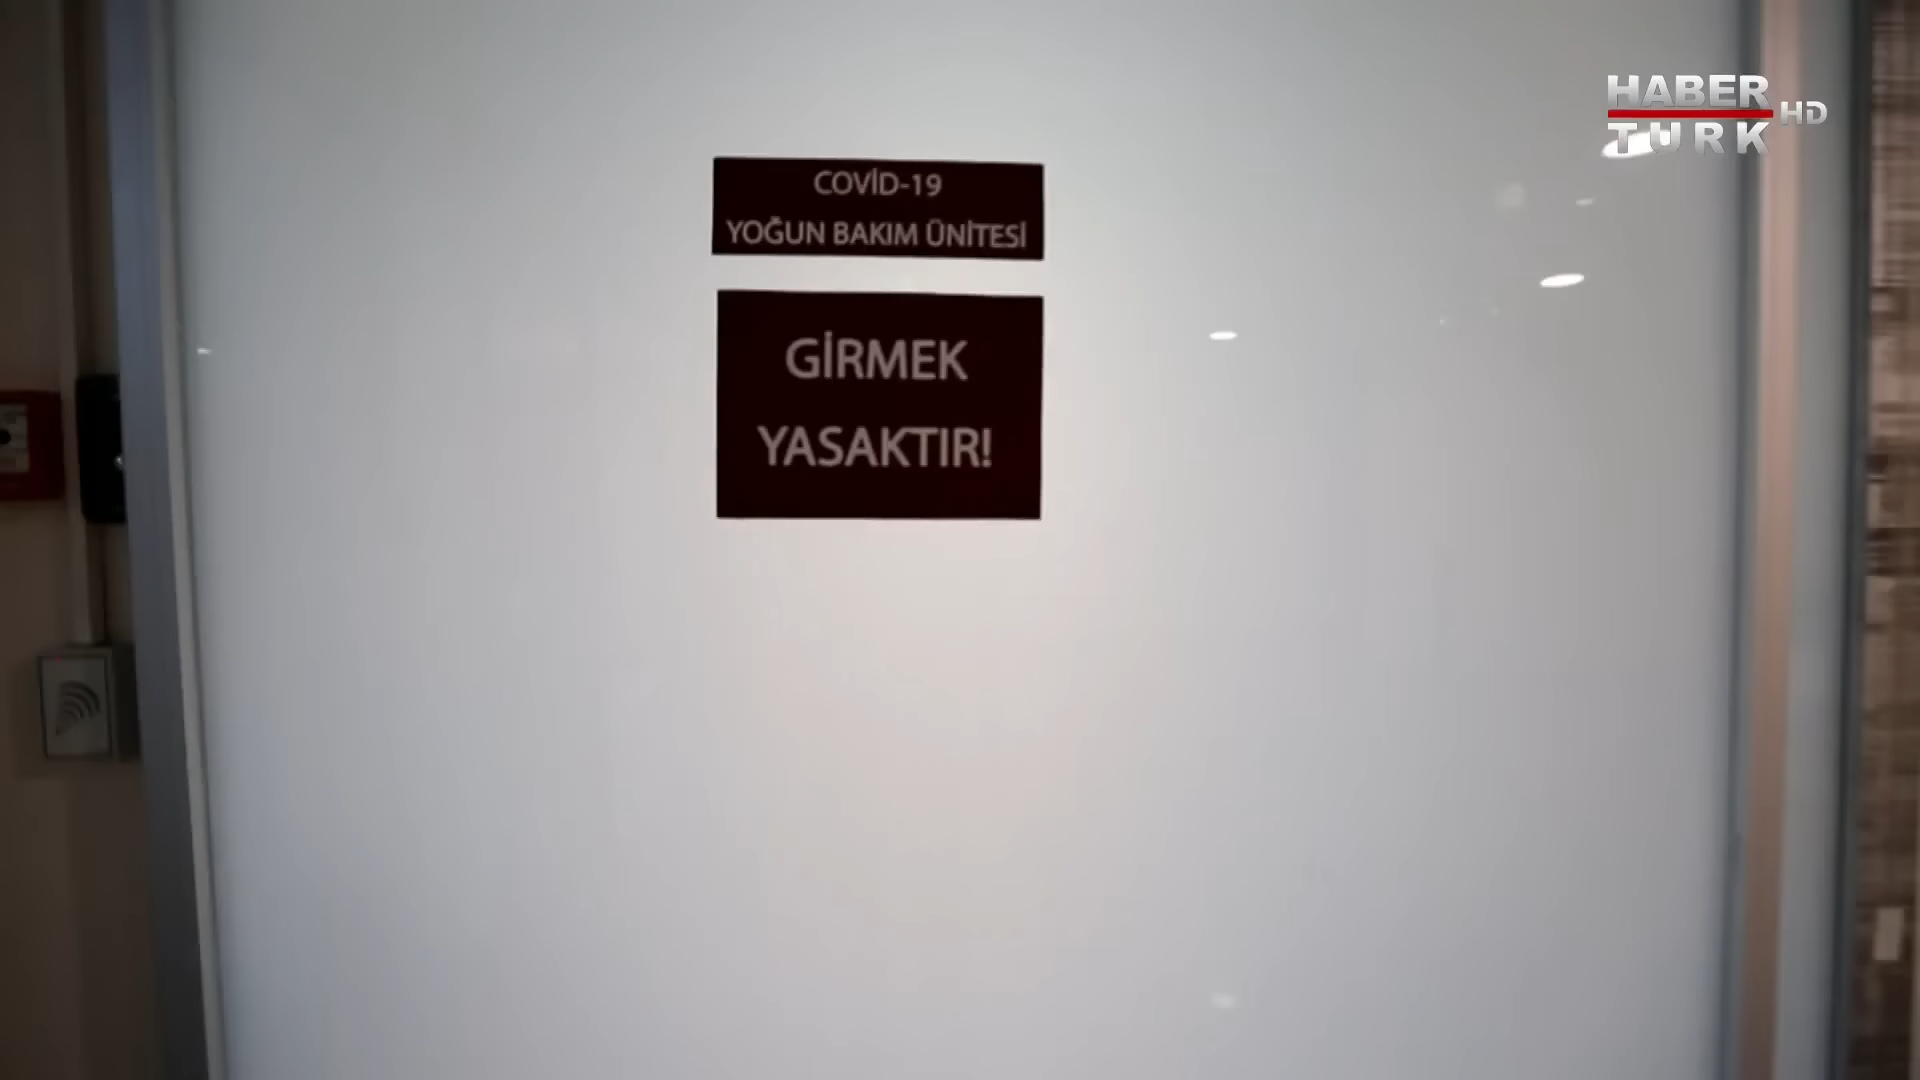 HABER
TURK HD
COVİD-19
YOĞUN BAKIM ÜNİTESİ
GİRMEK
YASAKTIR!